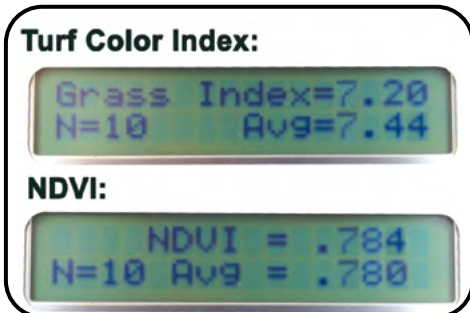 Turf Color Index:
Grass Index=7.20
N=10 Avg=7.44
NDVI:
NDVI = .784
N=10 Avg = .780